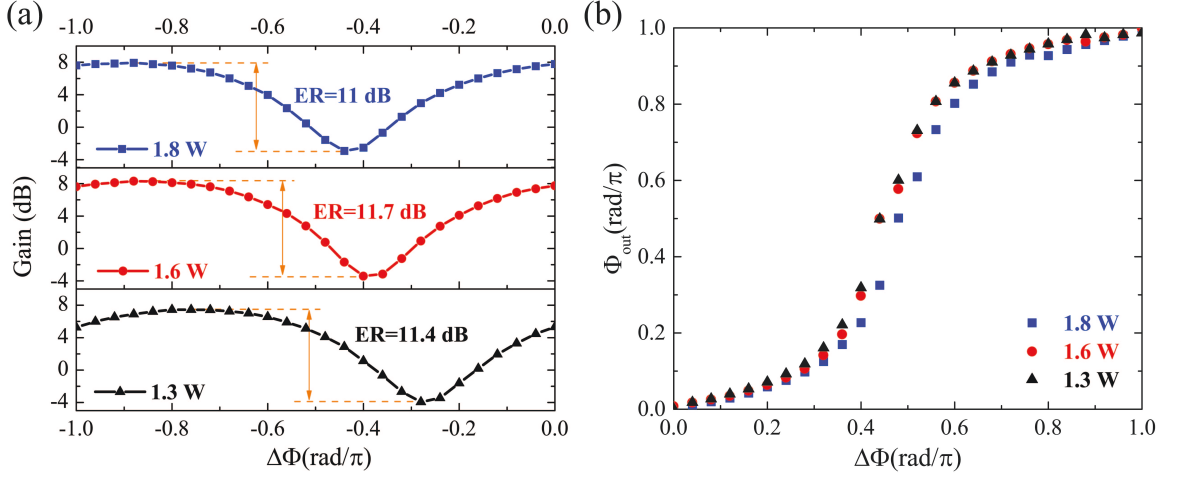 (a)
-1.0 -0.8 -0.6 -0.4 -0.2 0.0
8
4
0
-4
ER=11 dB
1.8 W
8
4
0
-4
ER=11.7 dB
1.6 W
8
4
0
-4
ER=11.4 dB
1.3 W
Gain (dB)
-1.0 -0.8 -0.6 -0.4 -0.2 0.0
ΔΦ(rad/π)
(b)
1.0
0.8
0.6
0.4
0.2
0.0
Φout(rad/π)
1.8 W
1.6 W
1.3 W
0.0 0.2 0.4 0.6 0.8 1.0
ΔΦ(rad/π)